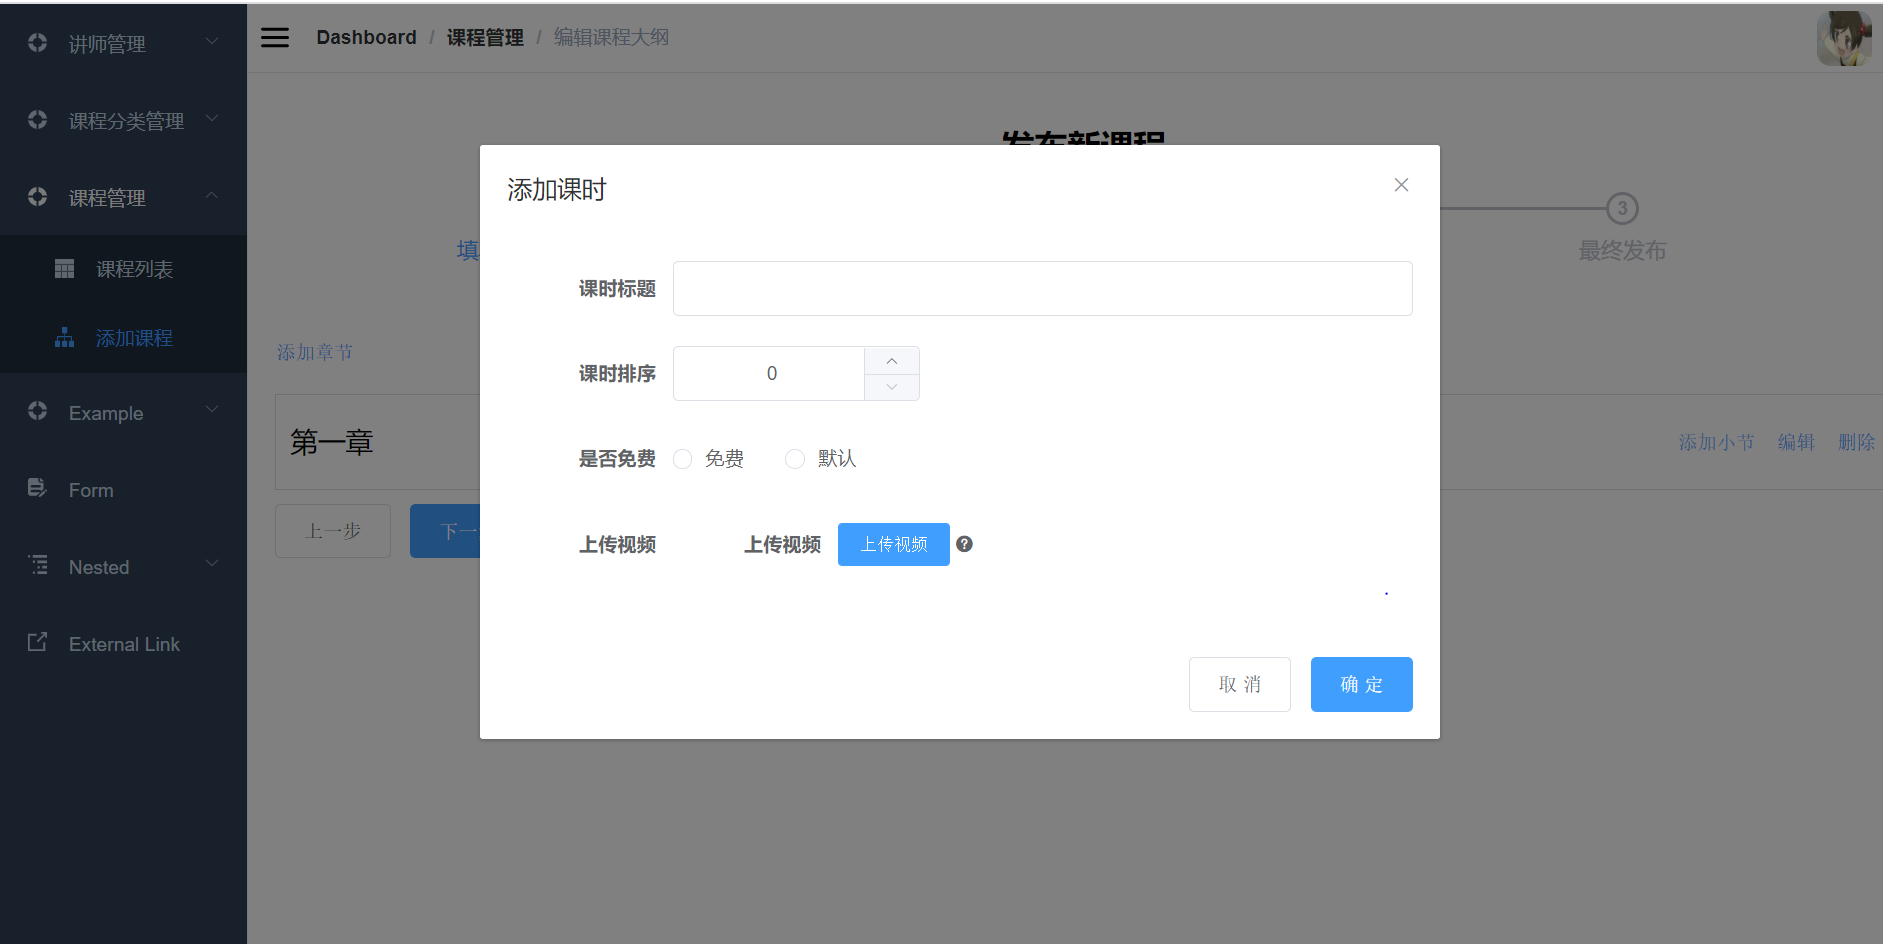 讲师管理
课程分类管理
课程管理
课程列表
添加课程
Example
Form
Nested
External Link
Dashboard / 课程管理 / 编辑课程大纲
发布新课程
填
3
最终发布
添加章节
第一章
添加小节 编辑 删除
上一步
下一
添加课时
课时标题
课时排序 0
是否免费 免费 默认
上传视频 上传视频 上传视频 ?
取 消 确 定